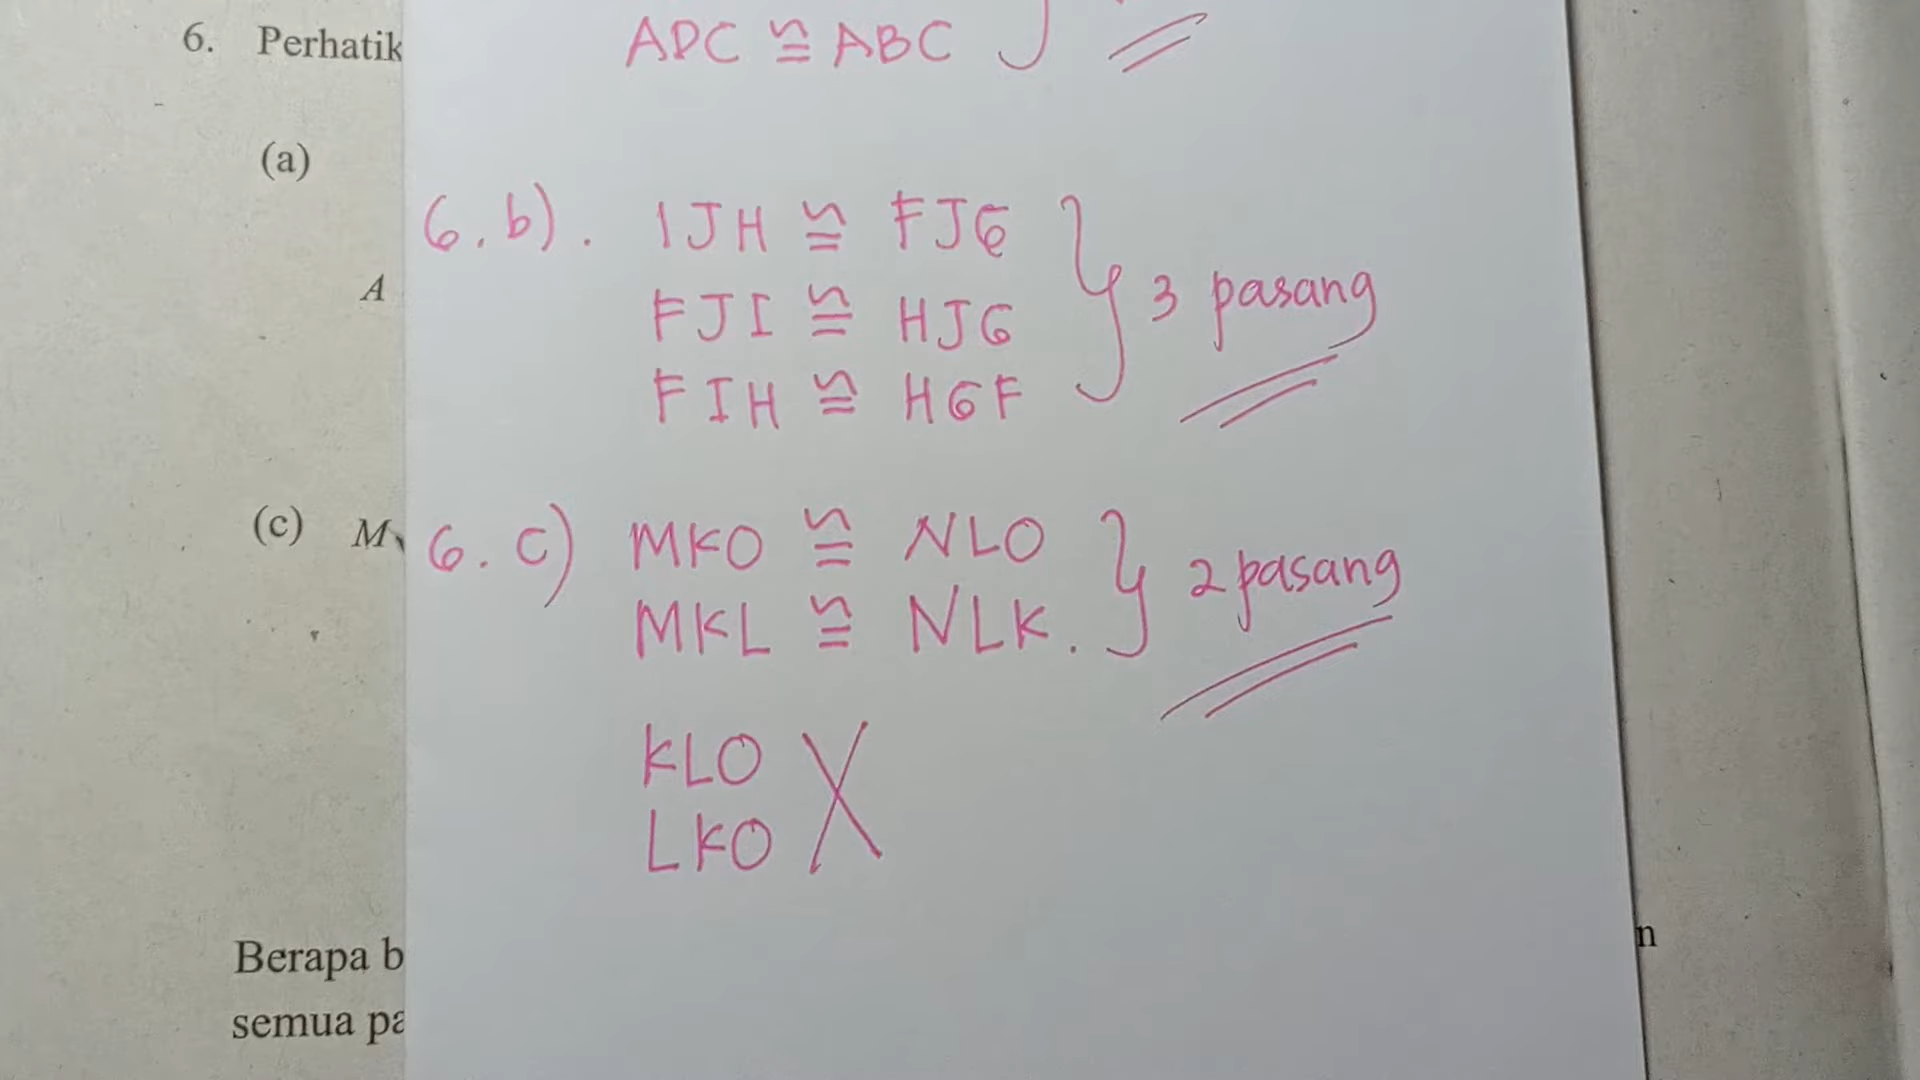 6. Perhatik
ADC ≅ ABC
(a)
A
6. b). IJH ≅ FJG
FJI ≅ HJG
FIH ≅ HGF
3 pasang
(c) M
6. c) MKO ≅ NLO
MKL ≅ NLK.
2 pasang
KLO
LKO X
Berapa b
n
semua pa